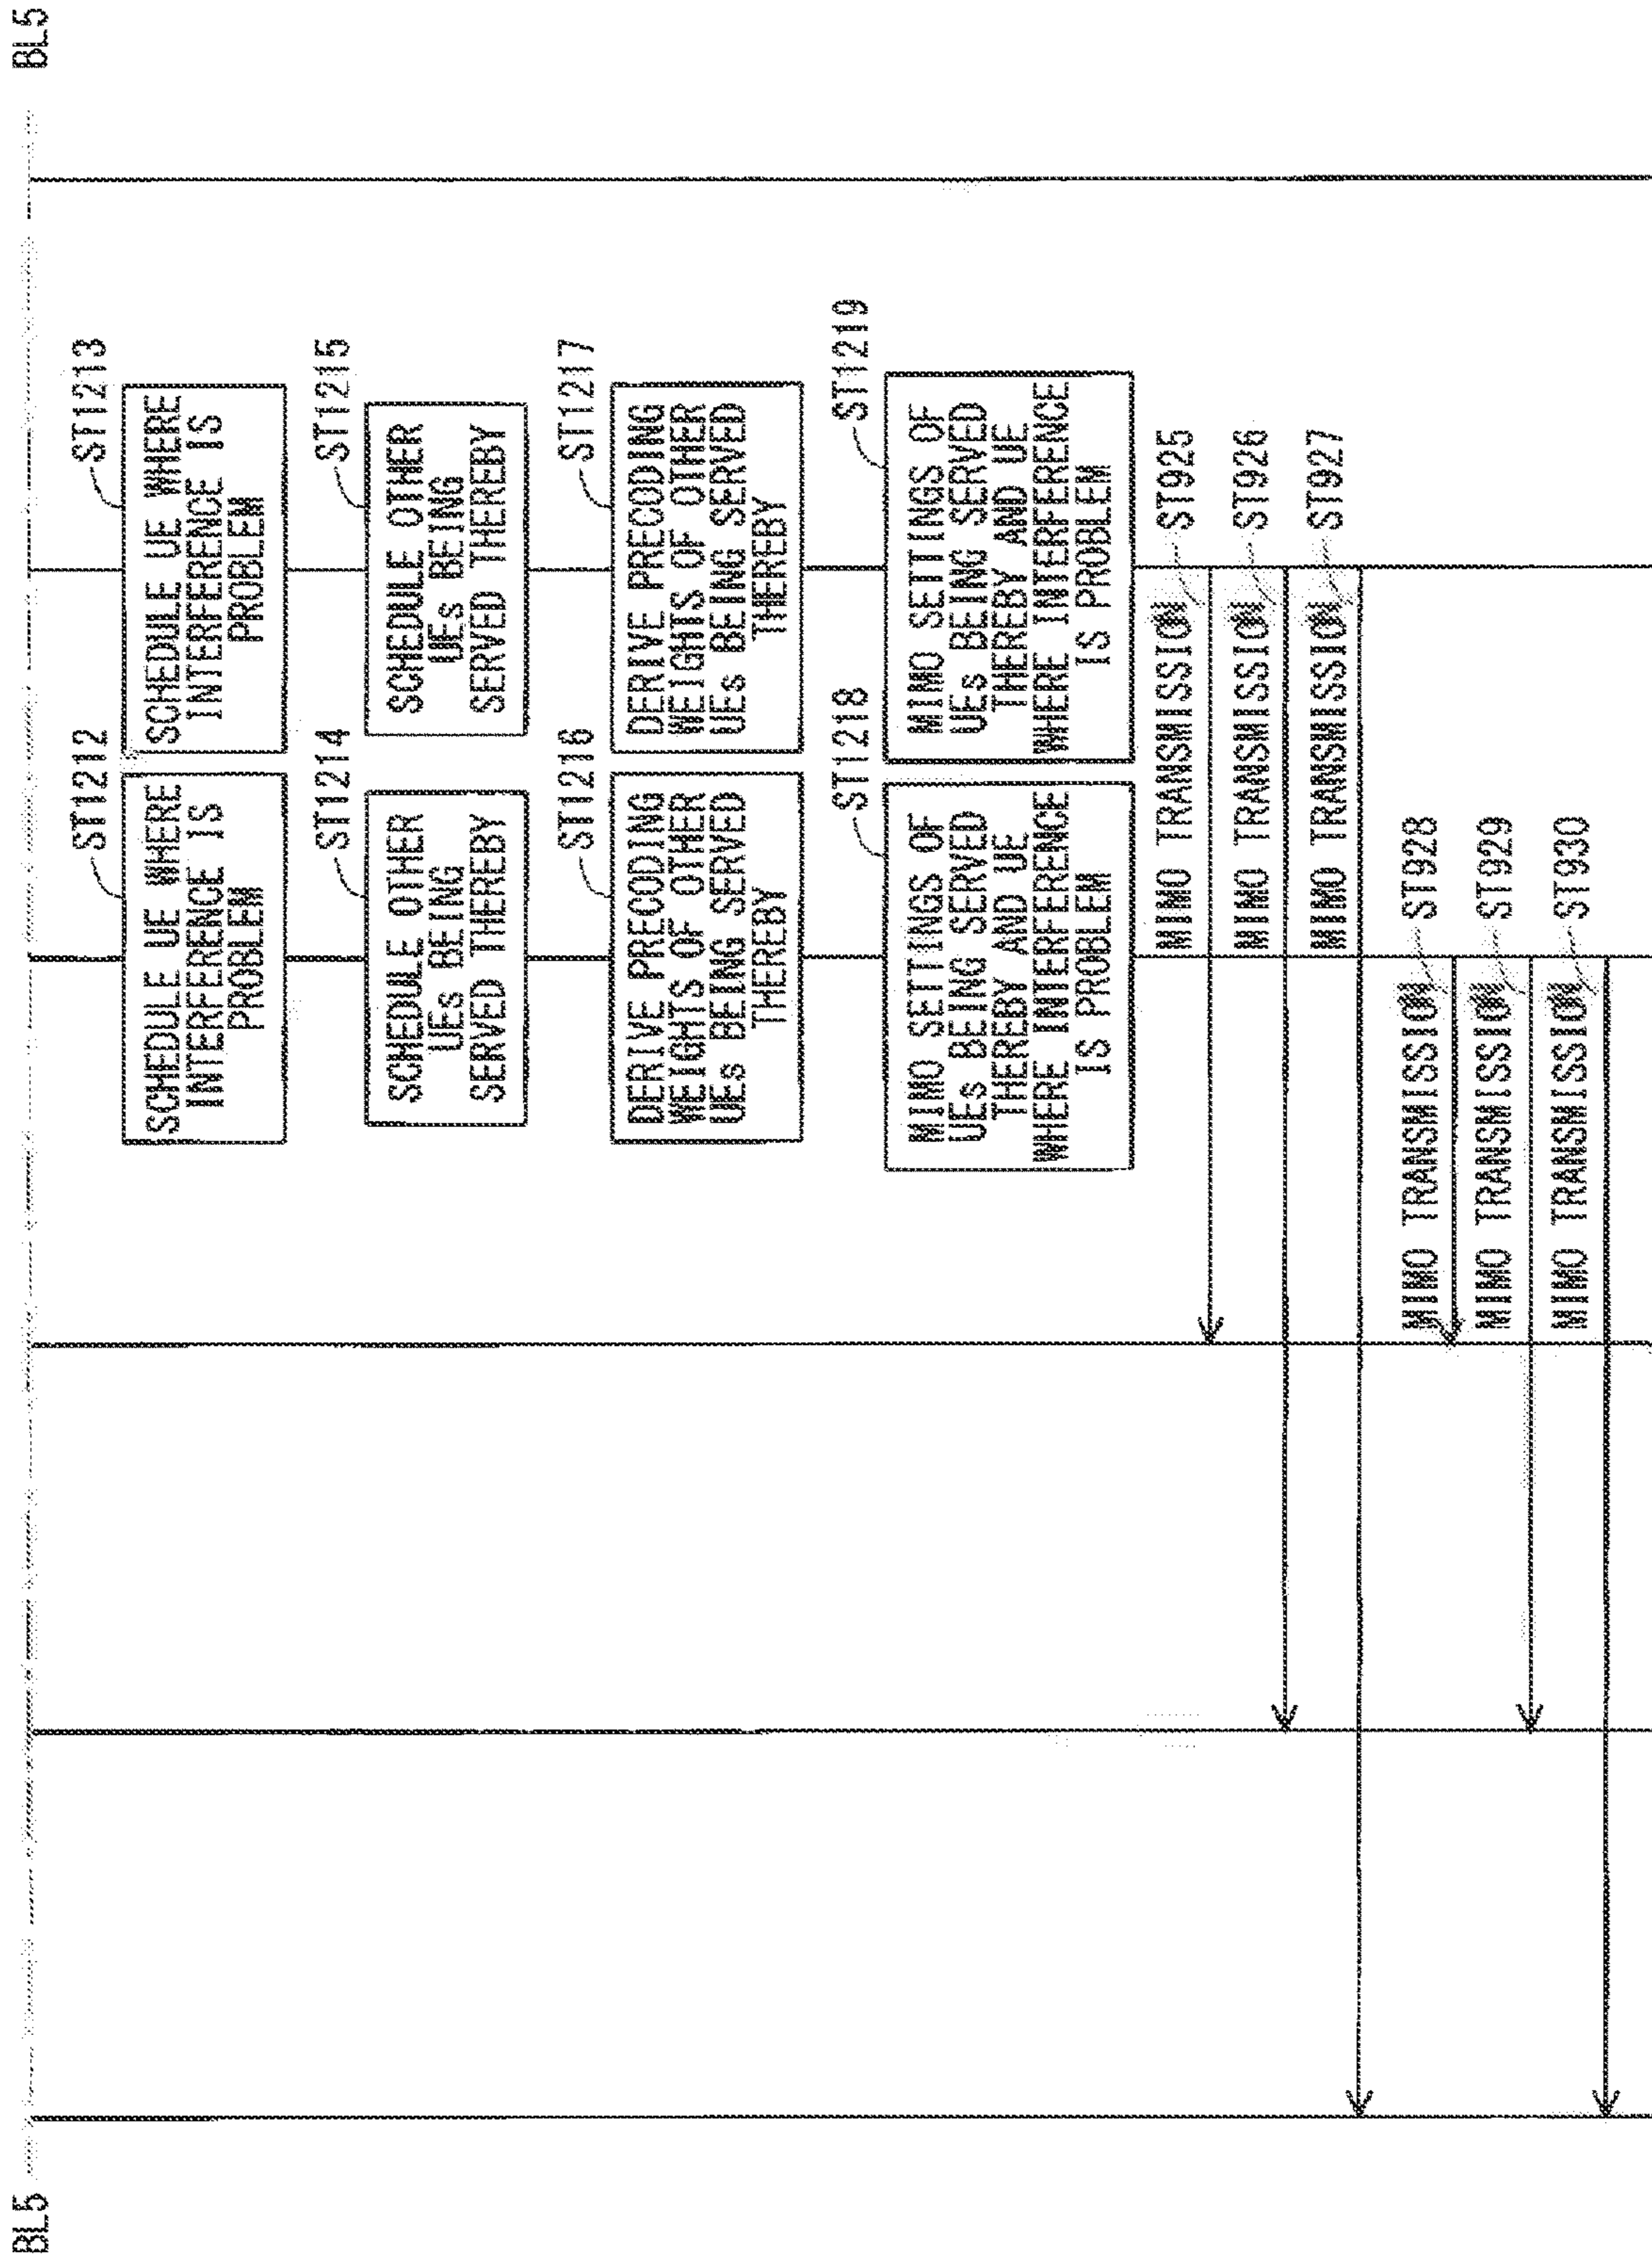 BL5
BL5
ST1212
SCHEDULE UE WHERE
INTERFERENCE IS
PROBLEM
ST1213
SCHEDULE UE WHERE
INTERFERENCE IS
PROBLEM
ST1214
SCHEDULE OTHER
UEs BEING
SERVED THEREBY
ST1215
SCHEDULE OTHER
UEs BEING
SERVED THEREBY
ST1216
DERIVE PRECODING
WEIGHTS OF OTHER
UEs BEING SERVED
THEREBY
ST1217
DERIVE PRECODING
WEIGHTS OF OTHER
UEs BEING SERVED
THEREBY
ST1218
MIMO SETTINGS OF
UEs BEING SERVED
THEREBY AND UE
WHERE INTERFERENCE
IS PROBLEM
ST1219
MIMO SETTINGS OF
UEs BEING SERVED
THEREBY AND UE
WHERE INTERFERENCE
IS PROBLEM
MIMO TRANSMISSION ST925
MIMO TRANSMISSION ST926
MIMO TRANSMISSION ST927
MIMO TRANSMISSION ST928
MIMO TRANSMISSION ST929
MIMO TRANSMISSION ST930